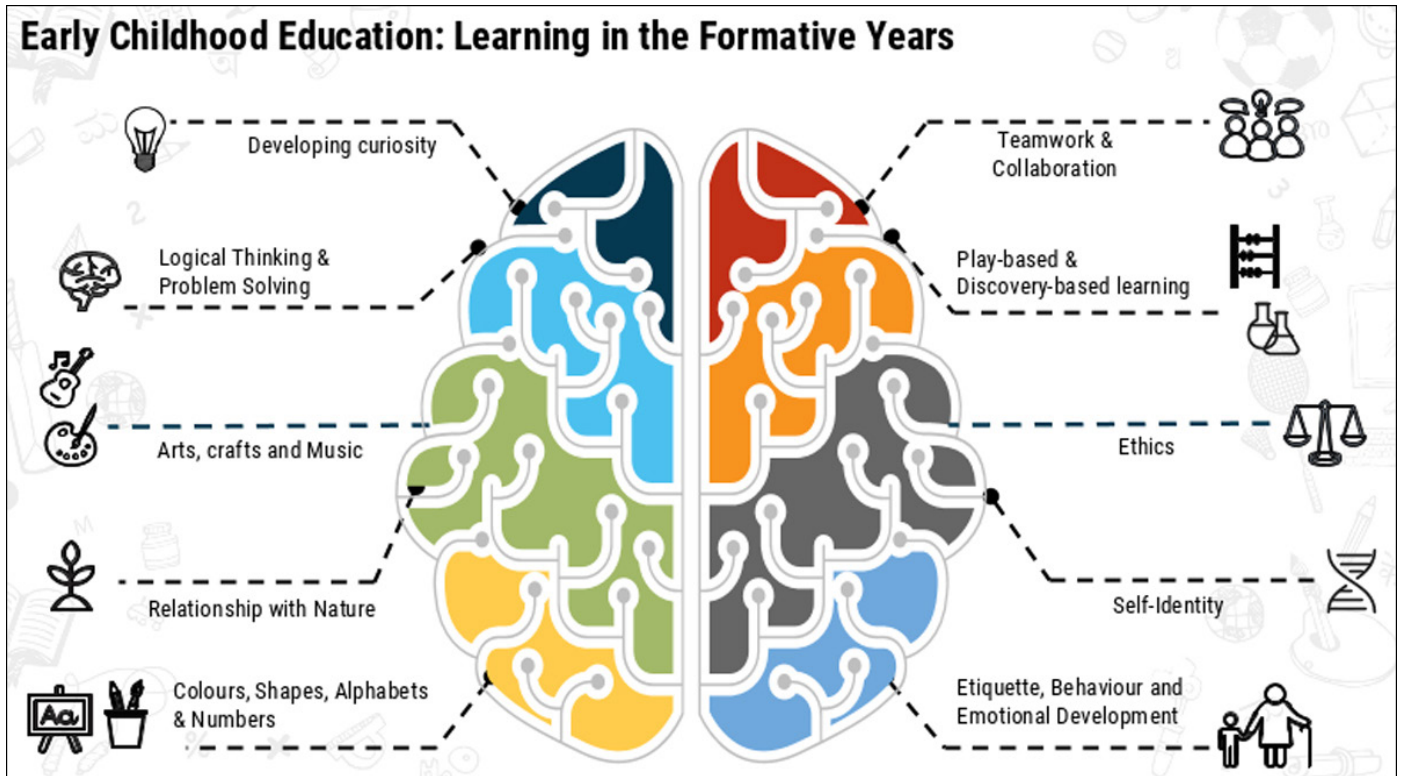 Early Childhood Education: Learning in the Formative Years
Developing curiosity
Logical Thinking &
Problem Solving
Arts, crafts and Music
Relationship with Nature
Aa
Colours, Shapes, Alphabets
& Numbers
Teamwork &
Collaboration
Play-based &
Discovery-based learning
Ethics
Self-Identity
Etiquette, Behaviour and
Emotional Development